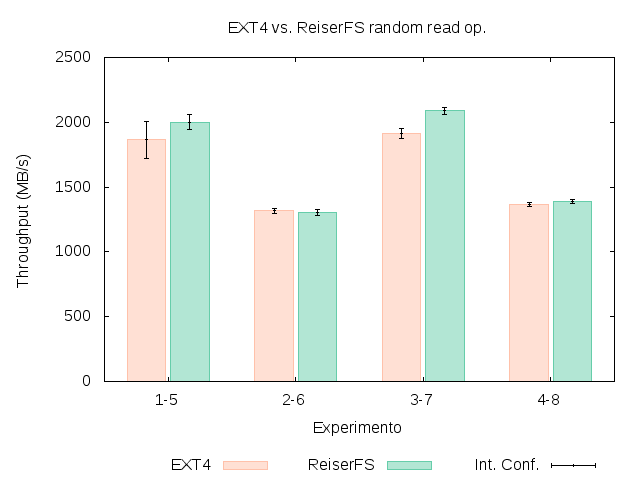 EXT4 vs. ReiserFS random read op.
2500
2000
1500
1000
500
0
Throughput (MB/s)
1-5
2-6
3-7
4-8
Experimento
EXT4
ReiserFS
Int. Conf.